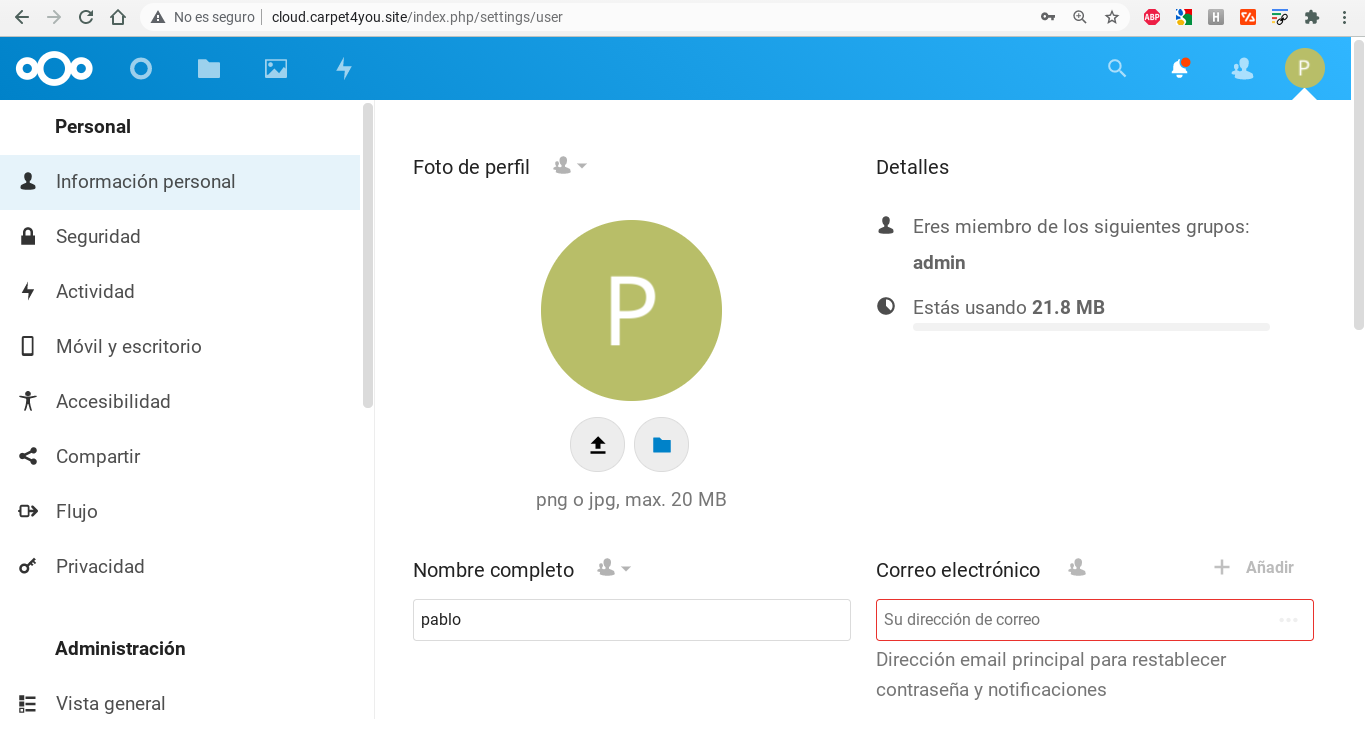 No es seguro
cloud.carpet4you.site/index.php/settings/user
ABP
g
H
P
Personal
Información personal
Seguridad
Actividad
Móvil y escritorio
Accesibilidad
Compartir
Flujo
Privacidad
Administración
Vista general
Foto de perfil
P
png o jpg, max. 20 MB
Detalles
Eres miembro de los siguientes grupos:
admin
Estás usando 21.8 MB
Nombre completo
pablo
Correo electrónico
Añadir
Su dirección de correo
Dirección email principal para restablecer
contraseña y notificaciones